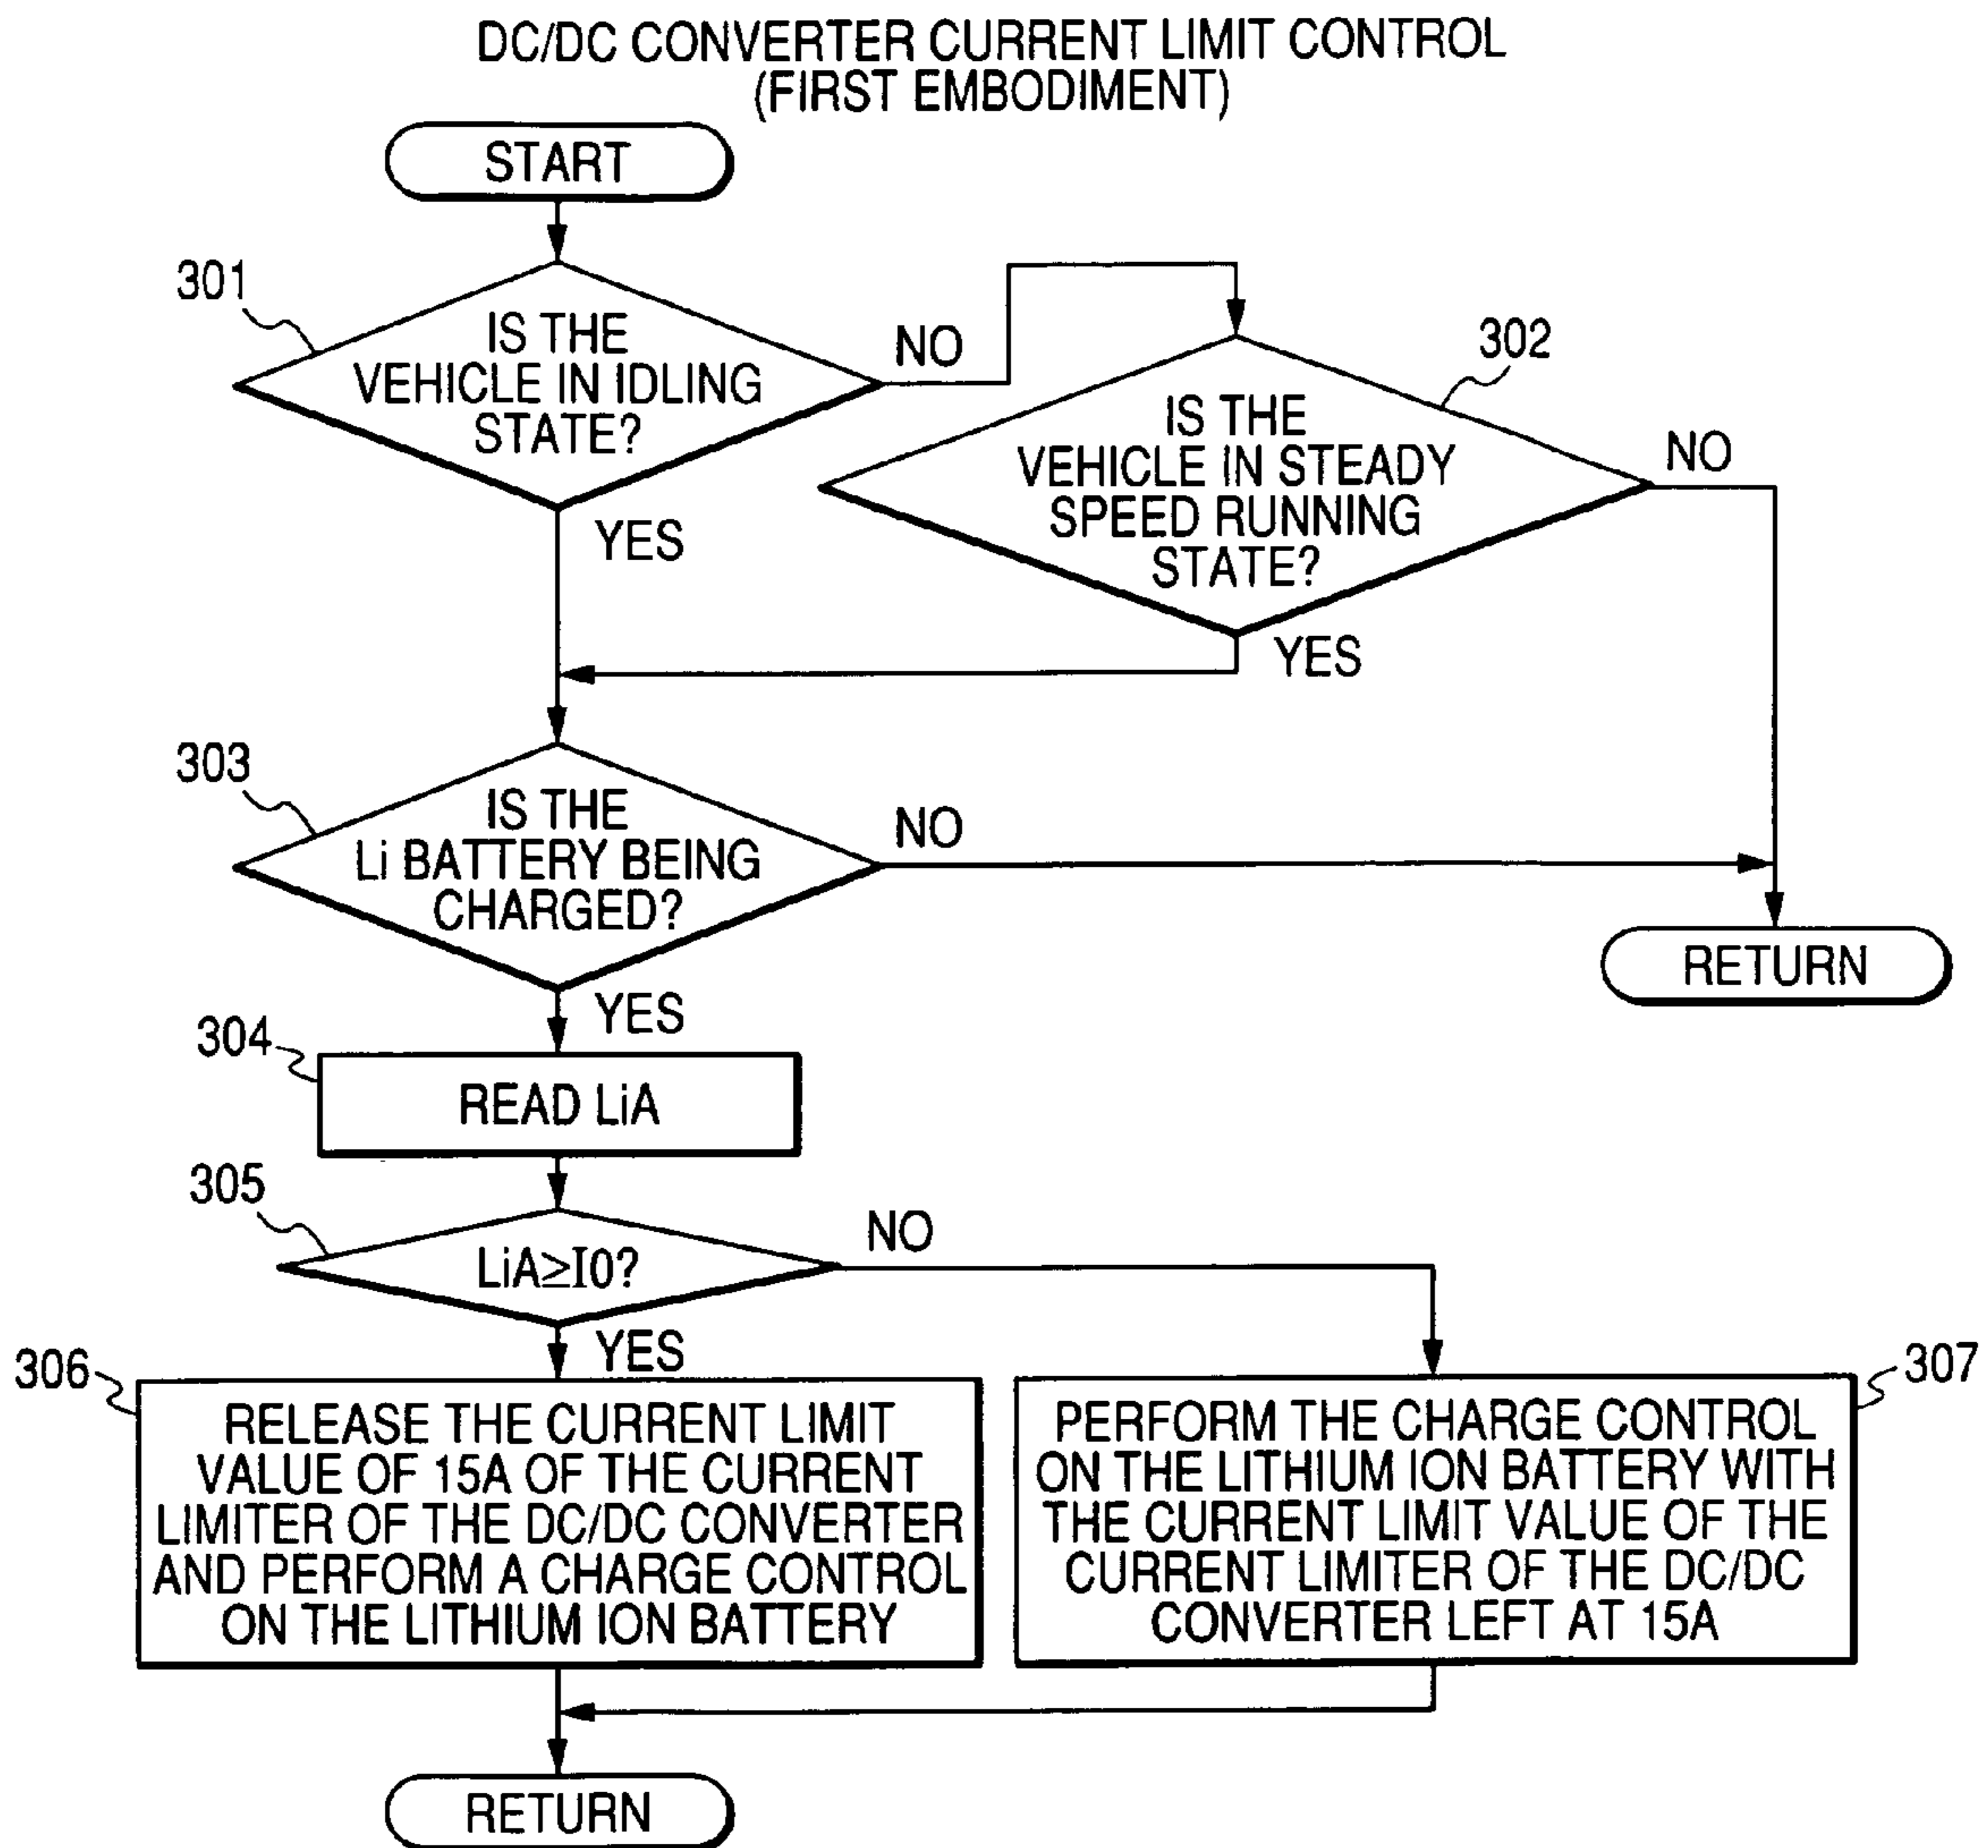 DC/DC CONVERTER CURRENT LIMIT CONTROL
(FIRST EMBODIMENT)
START
301
IS THE
VEHICLE IN IDLING
STATE?
NO
YES
302
IS THE
VEHICLE IN STEADY
SPEED RUNNING
STATE?
NO
YES
303
IS THE
Li BATTERY BEING
CHARGED?
NO
YES
RETURN
304
READ LiA
305
LiA≥I0?
NO
YES
306
RELEASE THE CURRENT LIMIT
VALUE OF 15A OF THE CURRENT
LIMITER OF THE DC/DC CONVERTER
AND PERFORM A CHARGE CONTROL
ON THE LITHIUM ION BATTERY
307
PERFORM THE CHARGE CONTROL
ON THE LITHIUM ION BATTERY WITH
THE CURRENT LIMIT VALUE OF THE
CURRENT LIMITER OF THE DC/DC
CONVERTER LEFT AT 15A
RETURN